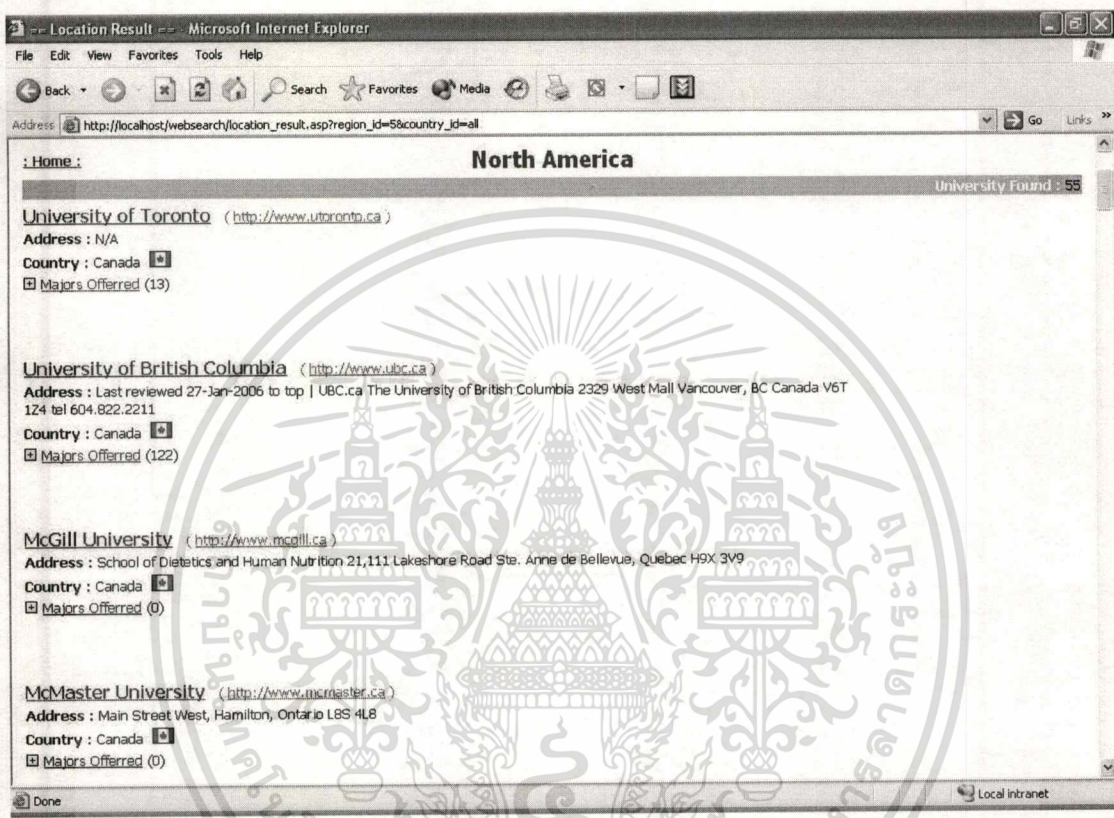 == Location Result == - Microsoft Internet Explorer
File Edit View Favorites Tools Help
Back Search Favorites Media
Address http://localhost/websearch/location_result.asp?region_id=5&country_id=all Go Links »
: Home : North America
University Found : 55
University of Toronto ( http://www.utoronto.ca )
Address : N/A
Country : Canada
Majors Offerred (13)
University of British Columbia ( http://www.ubc.ca )
Address : Last reviewed 27-Jan-2006 to top | UBC.ca The University of British Columbia 2329 West Mall Vancouver, BC Canada V6T
1Z4 tel 604.822.2211
Country : Canada
Majors Offerred (122)
McGill University ( http://www.mcgill.ca )
Address : School of Dietetics and Human Nutrition 21,111 Lakeshore Road Ste. Anne de Bellevue, Quebec H9X 3V9
Country : Canada
Majors Offerred (0)
McMaster University ( http://www.mcmaster.ca )
Address : Main Street West, Hamilton, Ontario L8S 4L8
Country : Canada
Majors Offerred (0)
Done Local intranet